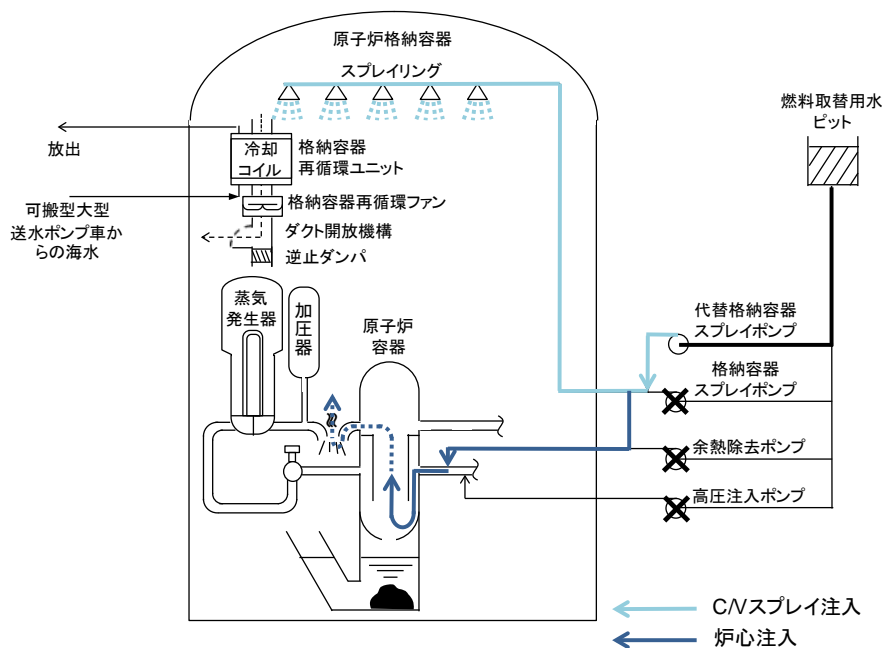 原子炉格納容器
スプレイリング
燃料取替用水
ピット
放出
冷却
コイル
格納容器
再循環ユニット
格納容器再循環ファン
可搬型大型
送水ポンプ車か
らの海水
ダクト開放機構
逆止ダンパ
蒸気
発生器
加
圧
器
原子炉
容器
代替格納容器
スプレイポンプ
格納容器
スプレイポンプ
余熱除去ポンプ
高圧注入ポンプ
C/Vスプレイ注入
炉心注入